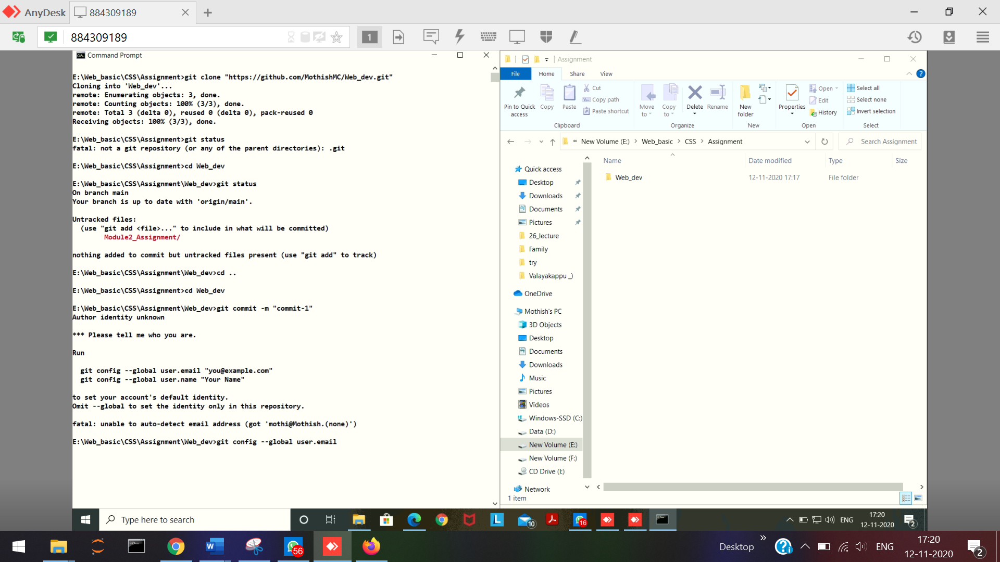 AnyDesk
884309189
884309189
1
Command Prompt
E:\Web_basic\CSS\Assignment>git clone "https://github.com/MothishMC/Web_dev.git"
Cloning into 'Web_dev'...
remote: Enumerating objects: 3, done.
remote: Counting objects: 100% (3/3), done.
remote: Total 3 (delta 0), reused 0 (delta 0), pack-reused 0
Receiving objects: 100% (3/3), done.
E:\Web_basic\CSS\Assignment>git status
fatal: not a git repository (or any of the parent directories): .git
E:\Web_basic\CSS\Assignment>cd Web_dev
E:\Web_basic\CSS\Assignment\Web_dev>git status
On branch main
Your branch is up to date with 'origin/main'.
Untracked files:
(use "git add <file>..." to include in what will be committed)
Module2_Assignment/
nothing added to commit but untracked files present (use "git add" to track)
E:\Web_basic\CSS\Assignment\Web_dev>cd ..
E:\Web_basic\CSS\Assignment>cd Web_dev
E:\Web_basic\CSS\Assignment\Web_dev>git commit -m "commit-1"
Author identity unknown
*** Please tell me who you are.
Run
git config --global user.email "you@example.com"
git config --global user.name "Your Name"
to set your account's default identity.
Omit --global to set the identity only in this repository.
fatal: unable to auto-detect email address (got 'mothi@Mothish.(none)')
E:\Web_basic\CSS\Assignment\Web_dev>git config --global user.email
Assignment
File Home Share View
Pin to Quick access
Copy
Paste
Cut
Copy path
Paste shortcut
Clipboard
Move to
Copy to
Delete
Rename
Organize
New folder
New
Properties
Open
Edit
History
Open
Select all
Select none
Invert selection
Select
« New Volume (E:) > Web_basic > CSS > Assignment
Search Assignment
Name Date modified Type Size
Web_dev 12-11-2020 17:17 File folder
Quick access
Desktop
Downloads
Documents
Pictures
26_lecture
Family
try
Valayakappu _)
OneDrive
Mothish's PC
3D Objects
Desktop
Documents
Downloads
Music
Pictures
Videos
Windows-SSD (C:)
Data (D:)
New Volume (E:)
New Volume (F:)
CD Drive (I:)
Network
1 item
Type here to search
L
10
16
ENG
17:20
12-11-2020
2
W
56
Desktop
ENG
17:20
12-11-2020
2